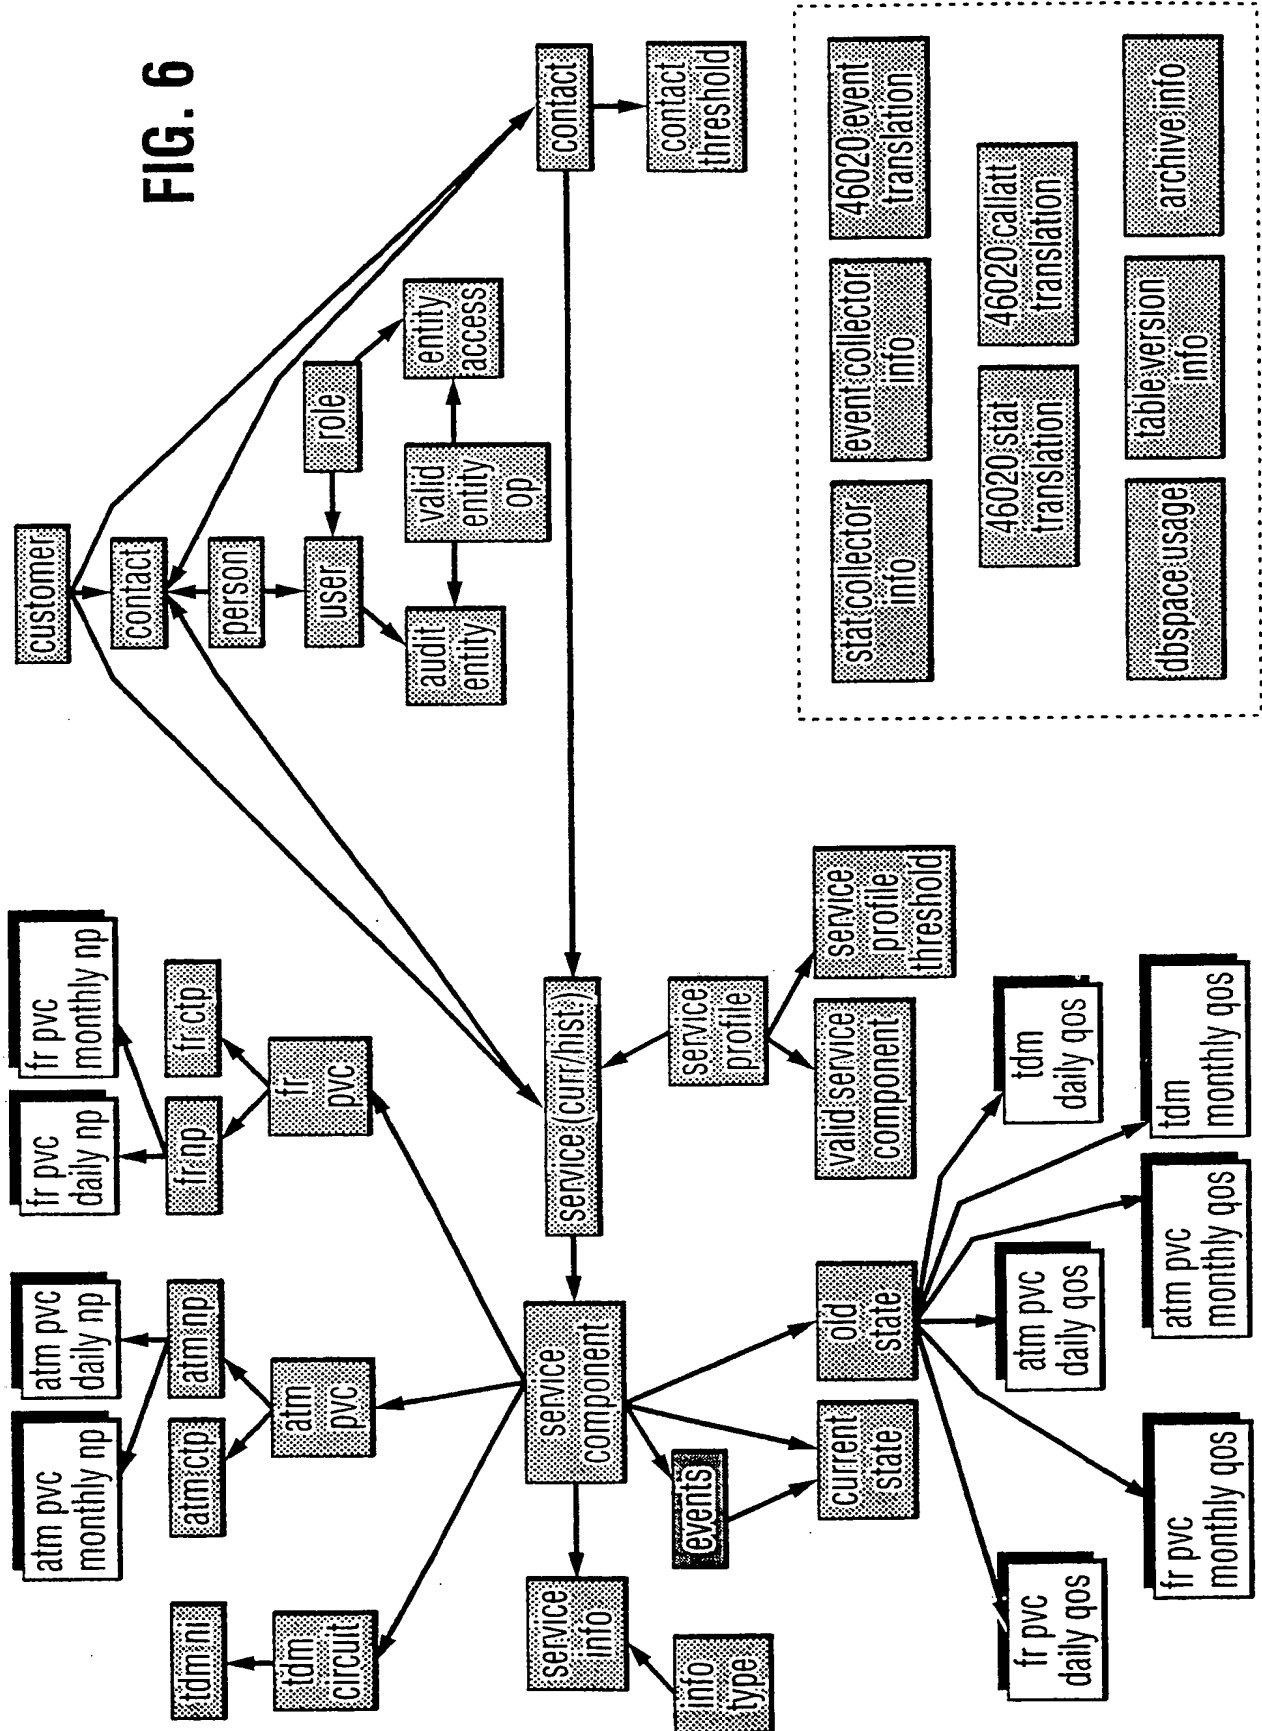 FIG. 6
customer
contact
person
user
role
audit
entity
valid
entity
op
entity
access
contact
contact
threshold
fr pvc
monthly np
fr pvc
daily np
fr ctp
fr np
fr
pvc
atm pvc
daily np
atm pvc
monthly np
atm np
atm ctp
atm
pvc
tdm ni
tdm
circuit
service (curr/hist)
service
component
service
info
info
type
events
service
profile
service
profile
threshold
valid service
component
current
state
old
state
tdm
daily qos
tdm
monthly qos
atm pvc
daily qos
atm pvc
monthly qos
fr pvc
daily qos
fr pvc
monthly qos
stat collector
info
event collector
info
46020 event
translation
46020 stat
translation
46020 callatt
translation
dbspace usage
table version
info
archive info